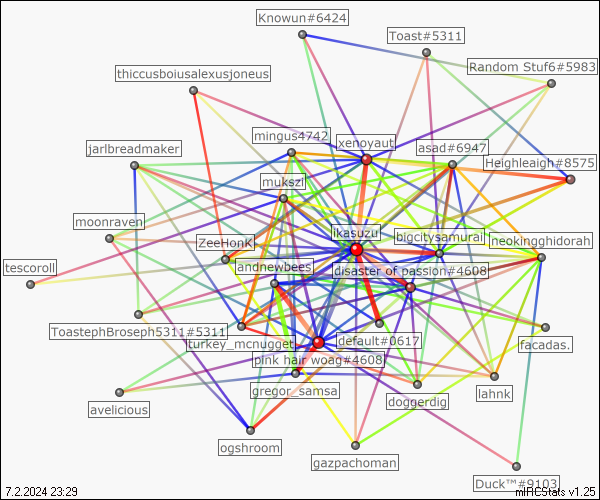 Knowun#6424
Toast#5311
Random Stuf6#5983
thiccusboiusalexusjoneus
mingus4742
xenoyaut
asad#6947
jarlbreadmaker
Heighleaigh#8575
mukszl
moonraven
ikasuzu
bigcitysamurai
neokingghidorah
ZeeHonK
tescoroll
andnewbees
disaster of passion#4608
ToastephBroseph5311#5311
turkey_mcnugget
default#0617
facadas.
pink hair woag#4608
gregor_samsa
lahnk
doggerdig
avelicious
ogshroom
gazpachoman
Duck™#9103
7.2.2024 23:29
mIRCStats v1.25